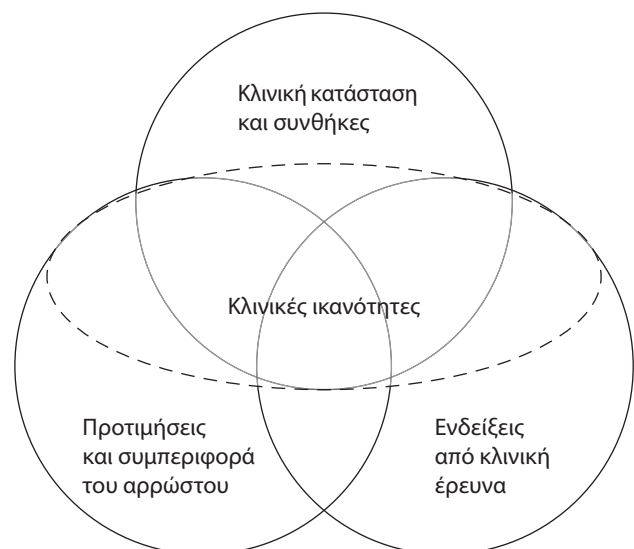 Κλινική κατάσταση
και συνθήκες
Κλινικές ικανότητες
Προτιμήσεις
και συμπεριφορά
του αρρώστου
Ενδείξεις
από κλινική
έρευνα